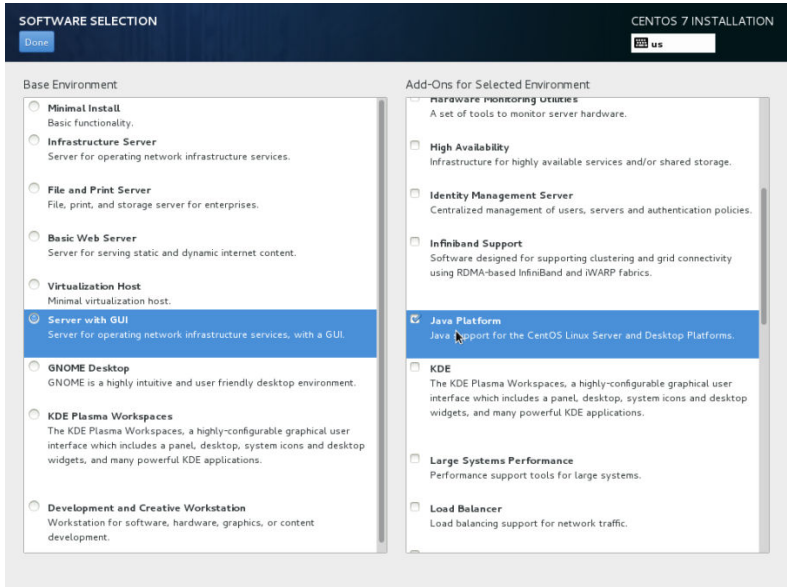 SOFTWARE SELECTION
CENTOS 7 INSTALLATION
Done
us
Base Environment
Minimal Install
Basic functionality.
Infrastructure Server
Server for operating network infrastructure services.
File and Print Server
File, print, and storage server for enterprises.
Basic Web Server
Server for serving static and dynamic internet content.
Virtualization Host
Minimal virtualization host.
Server with GUI
Server for operating network infrastructure services, with a GUI.
GNOME Desktop
GNOME is a highly intuitive and user friendly desktop environment.
KDE Plasma Workspaces
The KDE Plasma Workspaces, a highly-configurable graphical user
interface which includes a panel, desktop, system icons and desktop
widgets, and many powerful KDE applications.
Development and Creative Workstation
Workstation for software, hardware, graphics, or content
development.
Add-Ons for Selected Environment
Hardware Monitoring Utilities
A set of tools to monitor server hardware.
High Availability
Infrastructure for highly available services and/or shared storage.
Identity Management Server
Centralized management of users, servers and authentication policies.
Infiniband Support
Software designed for supporting clustering and grid connectivity
using RDMA-based InfiniBand and iWARP fabrics.
Java Platform
Java support for the CentOS Linux Server and Desktop Platforms.
KDE
The KDE Plasma Workspaces, a highly-configurable graphical user
interface which includes a panel, desktop, system icons and desktop
widgets, and many powerful KDE applications.
Large Systems Performance
Performance support tools for large systems.
Load Balancer
Load balancing support for network traffic.